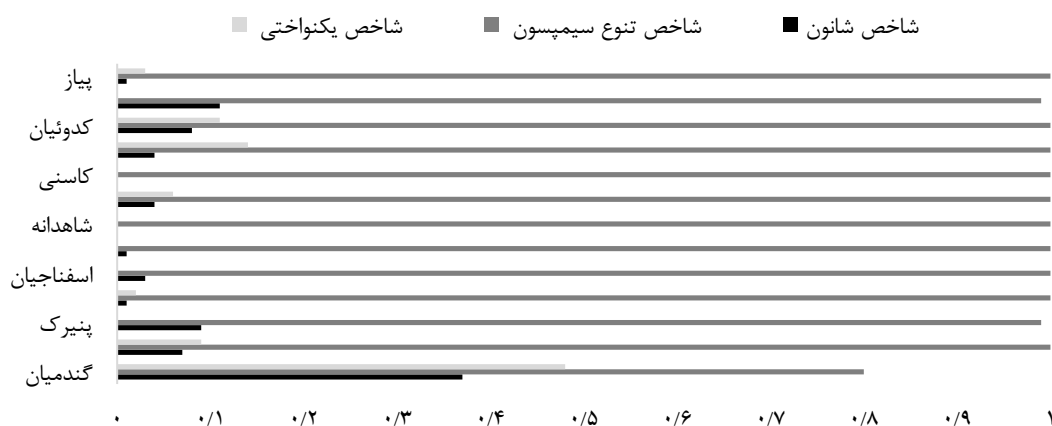 شاخص شانون شاخص تنوع سیمپسون شاخص یکنواختی
پیاز
کدوئیان
کاسنی
شاهدانه
اسفناجیان
پنیرک
گندمیان
۰ ۰/۱ ۰/۲ ۰/۳ ۰/۴ ۰/۵ ۰/۶ ۰/۷ ۰/۸ ۰/۹ ۱